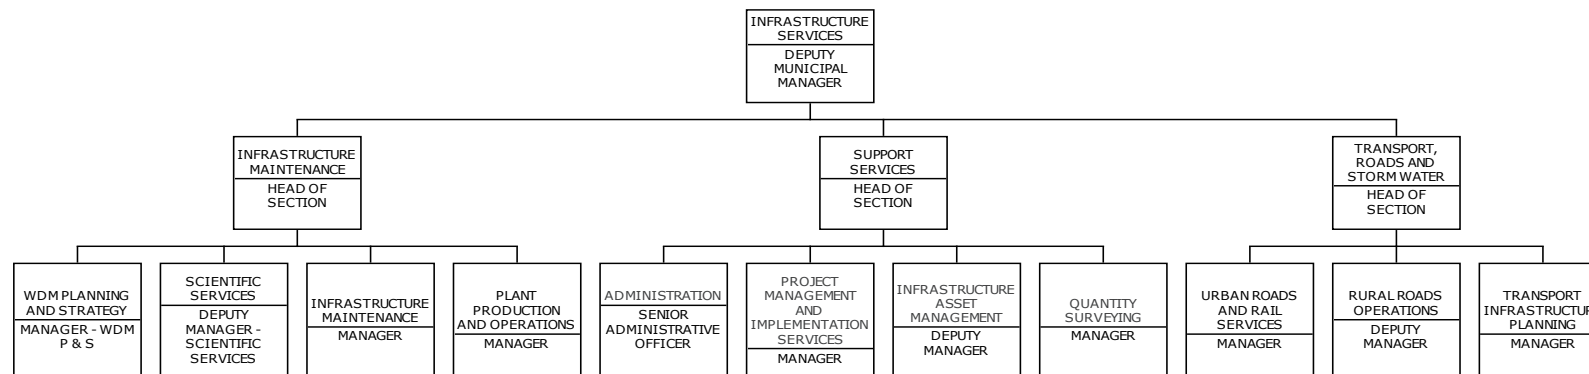 INFRASTRUCTURE
SERVICES
DEPUTY
MUNICIPAL
MANAGER
INFRASTRUCTURE
MAINTENANCE
HEAD OF
SECTION
SUPPORT
SERVICES
HEAD OF
SECTION
TRANSPORT,
ROADS AND
STORM WATER
HEAD OF
SECTION
WDM PLANNING
AND STRATEGY
MANAGER - WDM
P & S
SCIENTIFIC
SERVICES
DEPUTY
MANAGER -
SCIENTIFIC
SERVICES
INFRASTRUCTURE
MAINTENANCE
MANAGER
PLANT
PRODUCTION
AND OPERATIONS
MANAGER
ADMINISTRATION
SENIOR
ADMINISTRATIVE
OFFICER
PROJECT
MANAGEMENT
AND
IMPLEMENTATION
SERVICES
MANAGER
INFRASTRUCTURE
ASSET
MANAGEMENT
DEPUTY
MANAGER
QUANTITY
SURVEYING
MANAGER
URBAN ROADS
AND RAIL
SERVICES
MANAGER
RURAL ROADS
OPERATIONS
DEPUTY
MANAGER
TRANSPORT
INFRASTRUCTURE
PLANNING
MANAGER